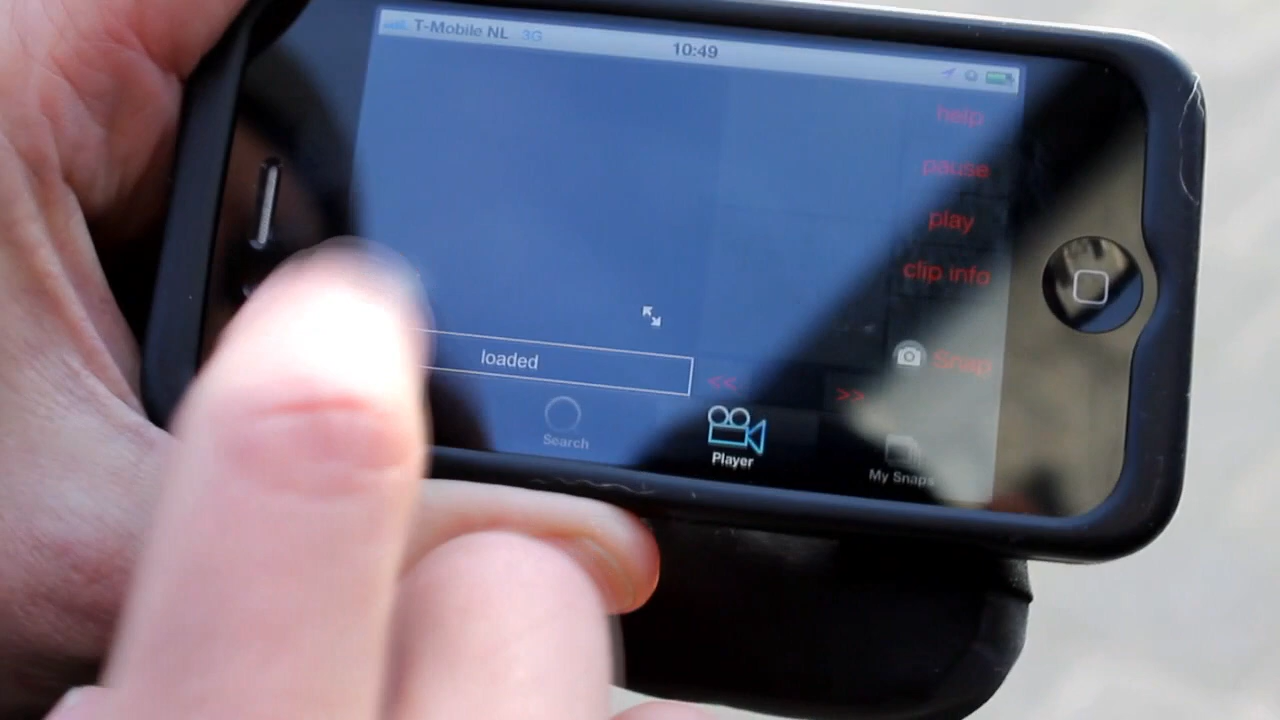 T-Mobile NL 3G 10:49
help
pause
play
clip info
loaded
<< >>
Snap
Search Player My Snaps